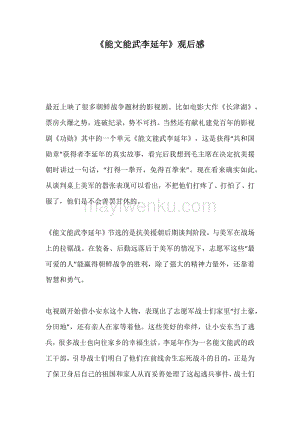 《能文能武李延年》观后感
最近上映了很多朝鲜战争题材的影视剧。比如电影大作《长津湖》，
票房火爆之势，连破纪录，势不可挡。当然还有献礼建党百年的影视
剧《功勋》其中的一个单元《能文能武李延年》，这是获得“共和国
勋章”获得者李延年的真实故事，看完后我想到毛主席在决定抗美援
朝时讲过一句话，“打得一拳开，免得百拳来”。现在看来确实如此，
从谈判桌上美军的嚣张表现可以看出，不把他们打疼了、打怕了、打
服了，他们是不会善罢甘休的。
mayiwenku.com
《能文能武李延年》节选的是抗美援朝后期谈判阶段，与美军在战场
上的拉锯战。在装备、后勤远落后于美军的情况下，志愿军这些“最
可爱的人”能赢得朝鲜战争的胜利，除了强大的精神力量外，还靠着
智慧和勇气。
电视剧开始借小安东这个人物，表现出了志愿军战士们家里“打土豪，
分田地”，还有亲人在家等着他。这些美好的牵绊，让小安东当了逃
兵，很多战士也向往家乡的幸福生活。李延年作为一名能文能武的政
工干部，引导战士们明白了他们在前线舍生忘死战斗的目的，正是为
了保卫身后自己的祖国和家人从而妥善处理了这起逃兵事件，战士们